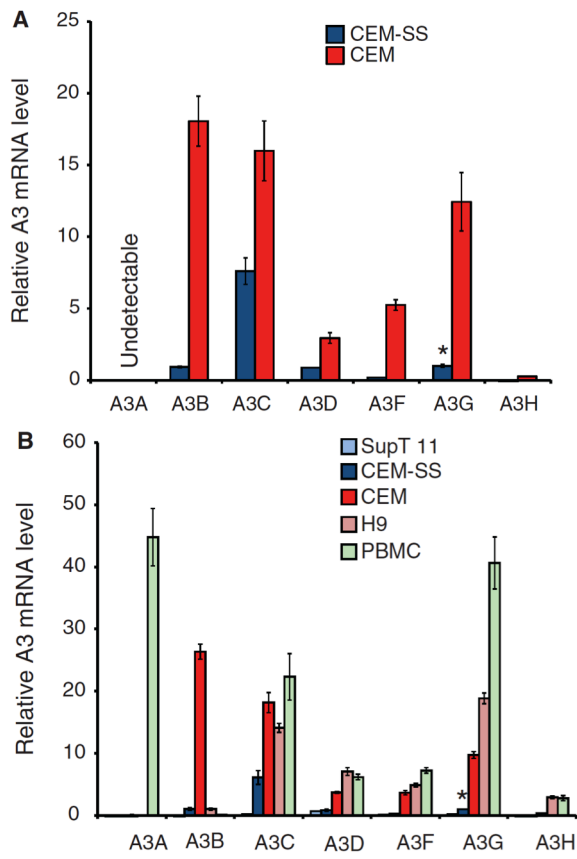 A
25
20
15
10
5
0
Relative A3 mRNA level
CEM-SS
CEM
Undetectable
*
A3A A3B A3C A3D A3F A3G A3H
B
60
50
40
30
20
10
0
Relative A3 mRNA level
SupT 11
CEM-SS
CEM
H9
PBMC
*
A3A A3B A3C A3D A3F A3G A3H